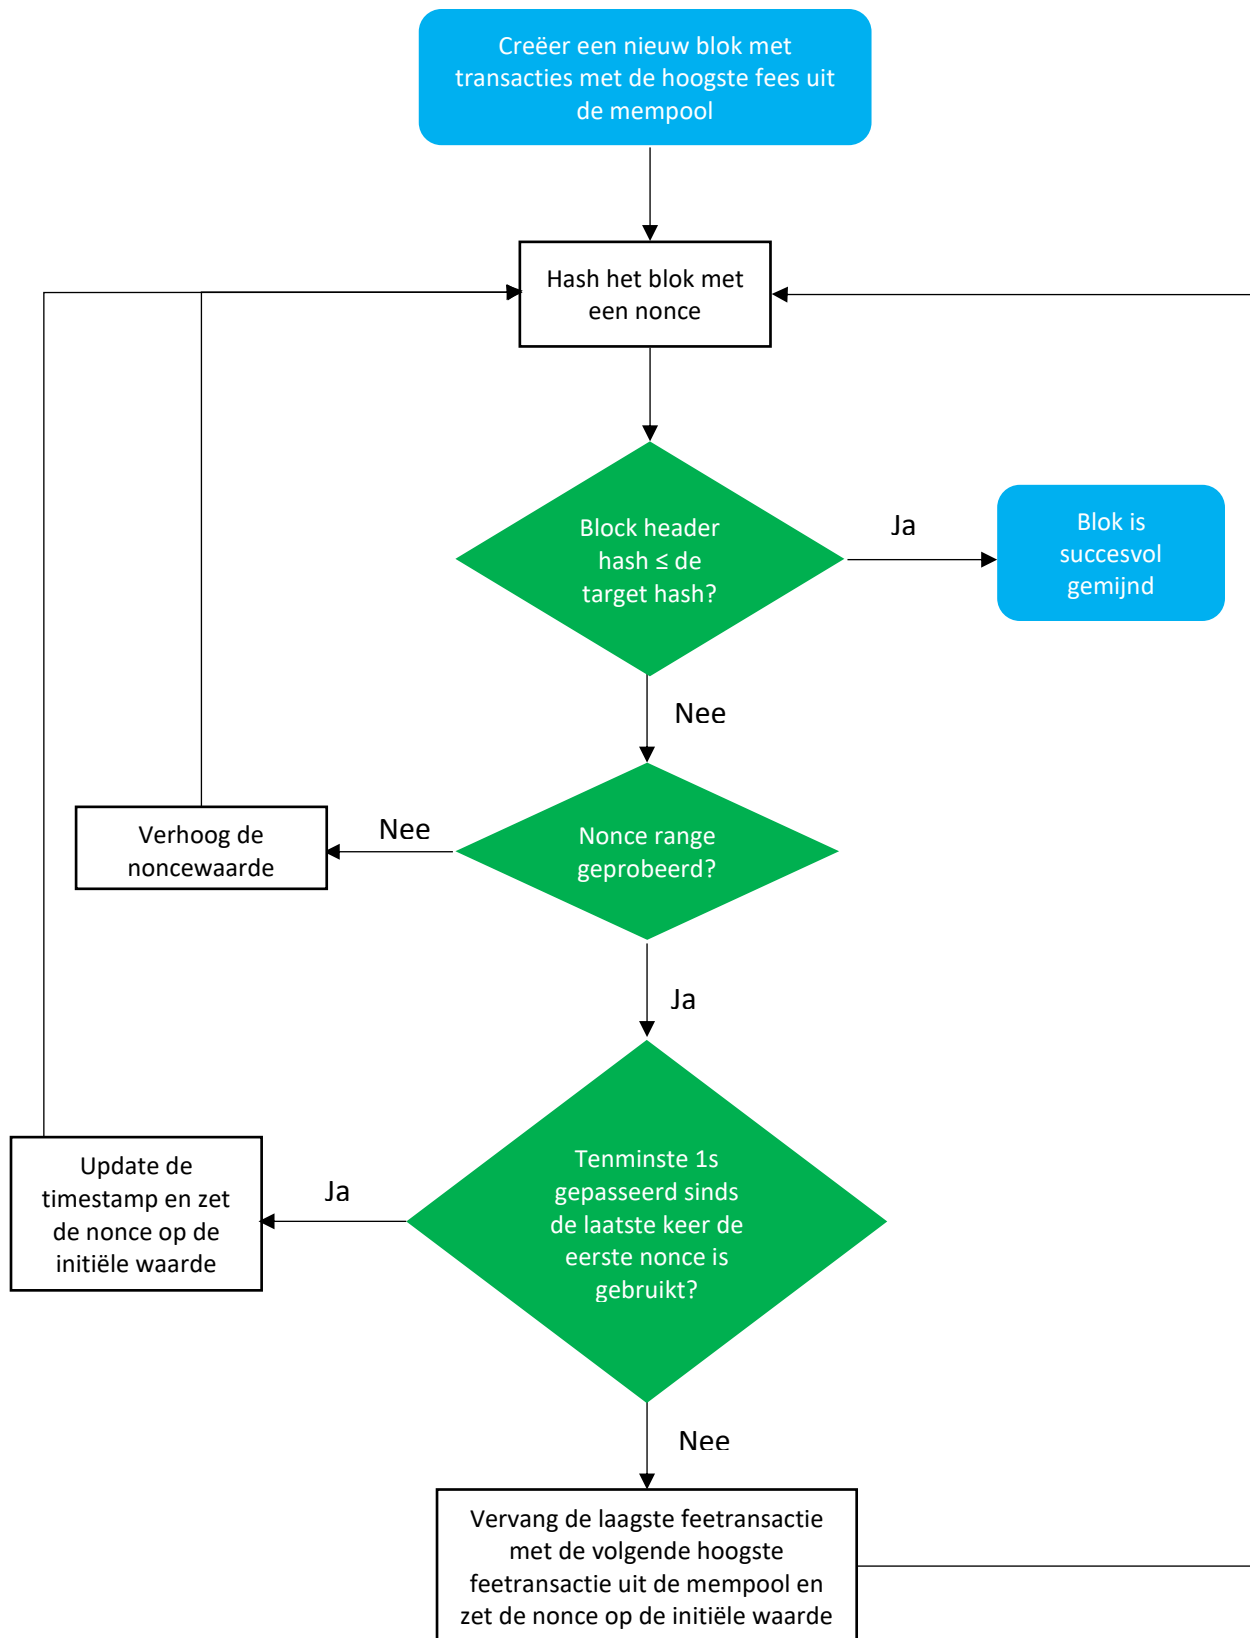 Creëer een nieuw blok met
transacties met de hoogste fees uit
de mempool
Hash het blok met
een nonce
Block header
hash ≤ de
target hash?
Ja
Blok is
succesvol
gemijnd
Nee
Nonce range
geprobeerd?
Nee
Verhoog de
noncewaarde
Ja
Tenminste 1s
gepasseerd sinds
de laatste keer de
eerste nonce is
gebruikt?
Ja
Update de
timestamp en zet
de nonce op de
initiële waarde
Nee
Vervang de laagste feetransactie
met de volgende hoogste
feetransactie uit de mempool en
zet de nonce op de initiële waarde